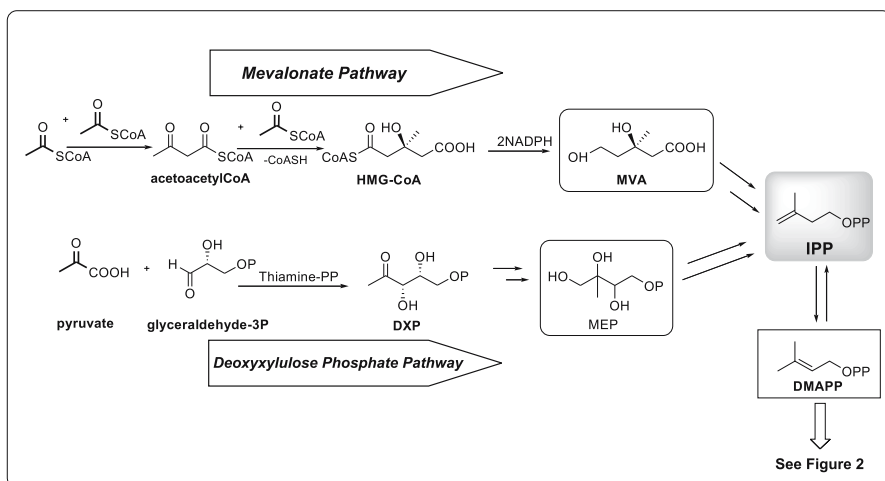 Mevalonate Pathway
+ O SCoA
O SCoA
acetoacetylCoA
O O SCoA
+ O SCoA
-CoASH
HMG-CoA
O HO CoAS COOH
2NADPH
HO OH COOH
MVA
OPP
IPP
O COOH
pyruvate
+
OH H OP O
glyceraldehyde-3P
Thiamine-PP
O OH OP OH
DXP
OH HO OP OH
MEP
Deoxyxylulose Phosphate Pathway
OPP
DMAPP
See Figure 2